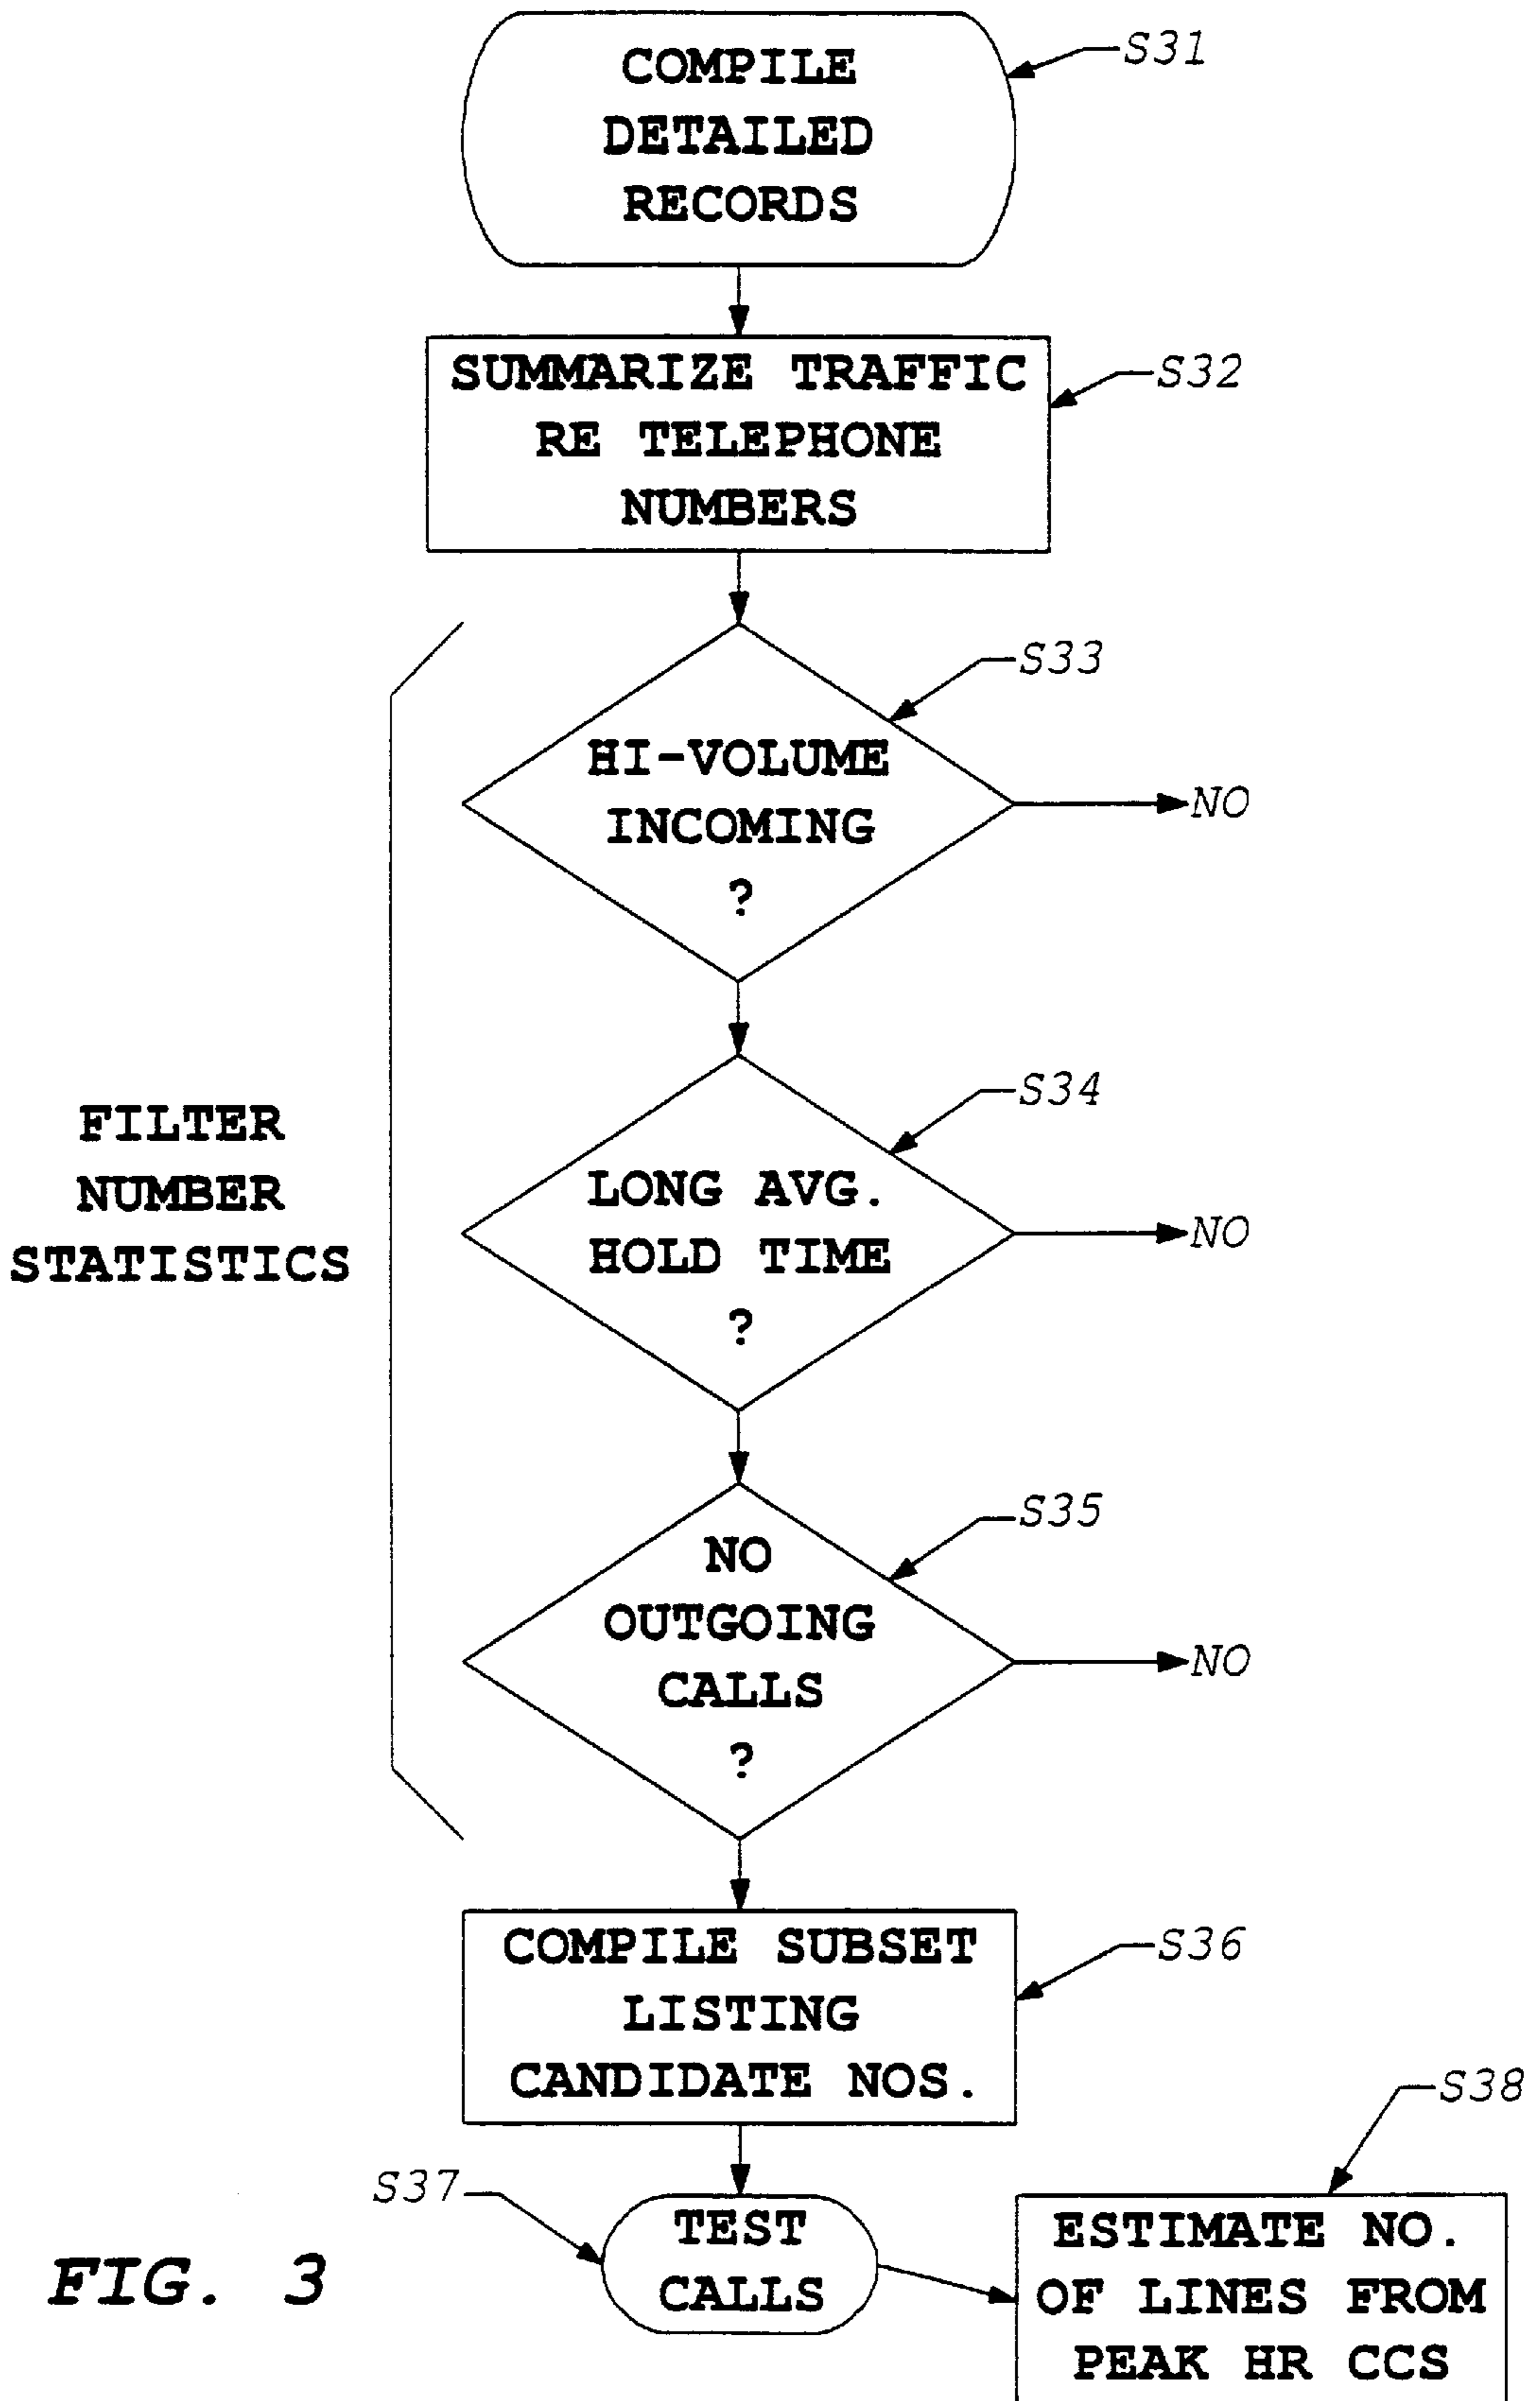 COMPILE
DETAILED
RECORDS
S31
SUMMARIZE TRAFFIC
RE TELEPHONE
NUMBERS
S32
HI-VOLUME
INCOMING
?
S33
NO
FILTER
NUMBER
STATISTICS
LONG AVG.
HOLD TIME
?
S34
NO
NO
OUTGOING
CALLS
?
S35
NO
COMPILE SUBSET
LISTING
CANDIDATE NOS.
S36
S37
TEST
CALLS
S38
ESTIMATE NO.
OF LINES FROM
PEAK HR CCS
FIG. 3